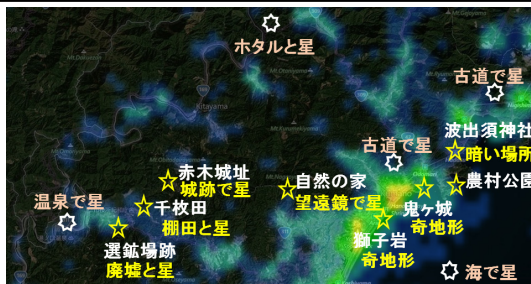 ホタルと星
古道で星
波出須神社
暗い場所
古道で星
赤木城址
城跡で星
自然の家
望遠鏡で星
農村公園
鬼ヶ城
奇地形
温泉で星
千枚田
棚田と星
獅子岩
奇地形
選鉱場跡
廃墟と星
海で星
Kitayama